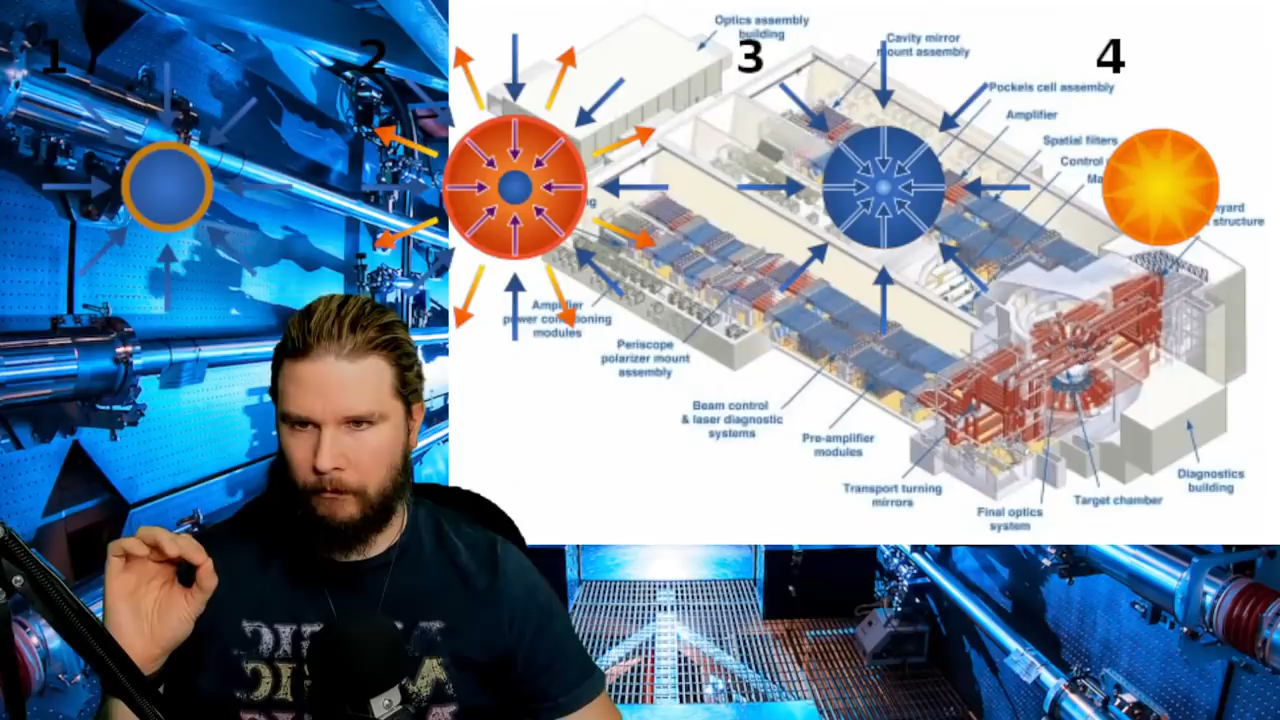 1
2
3
4
Optics assembly
building
Cavity mirror
mount assembly
Pockels cell assembly
Amplifier
Spatial filters
Control
structure
Amplifier
power conditioning
modules
Periscope
polarizer mount
assembly
Beam control
& laser diagnostic
systems
Pre-amplifier
modules
Transport turning
mirrors
Final optics
system
Target chamber
Diagnostics
building